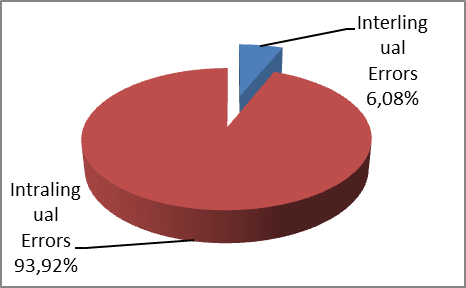 Interling
ual
Errors
6,08%
Intraling
ual
Errors
93,92%